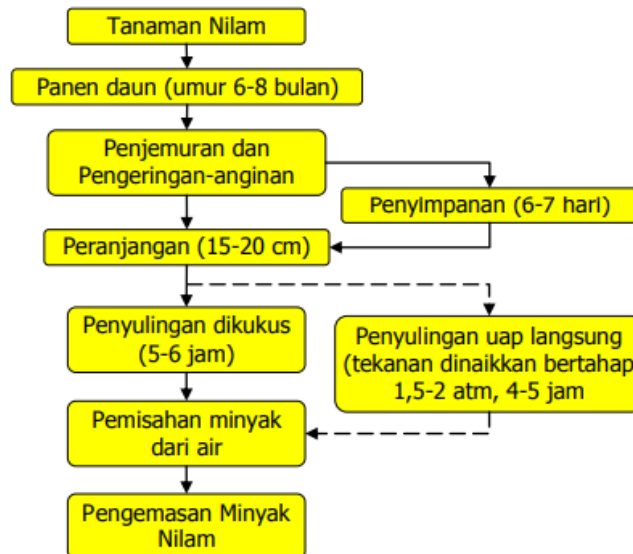 Tanaman Nilam
Panen daun (umur 6-8 bulan)
Penjemuran dan
Pengeringan-anginan
Penyimpanan (6-7 hari)
Peranjangan (15-20 cm)
Penyulingan dikukus
(5-6 jam)
Penyulingan uap langsung
(tekanan dinaikkan bertahap
1,5-2 atm, 4-5 jam
Pemisahan minyak
dari air
Pengemasan Minyak
Nilam